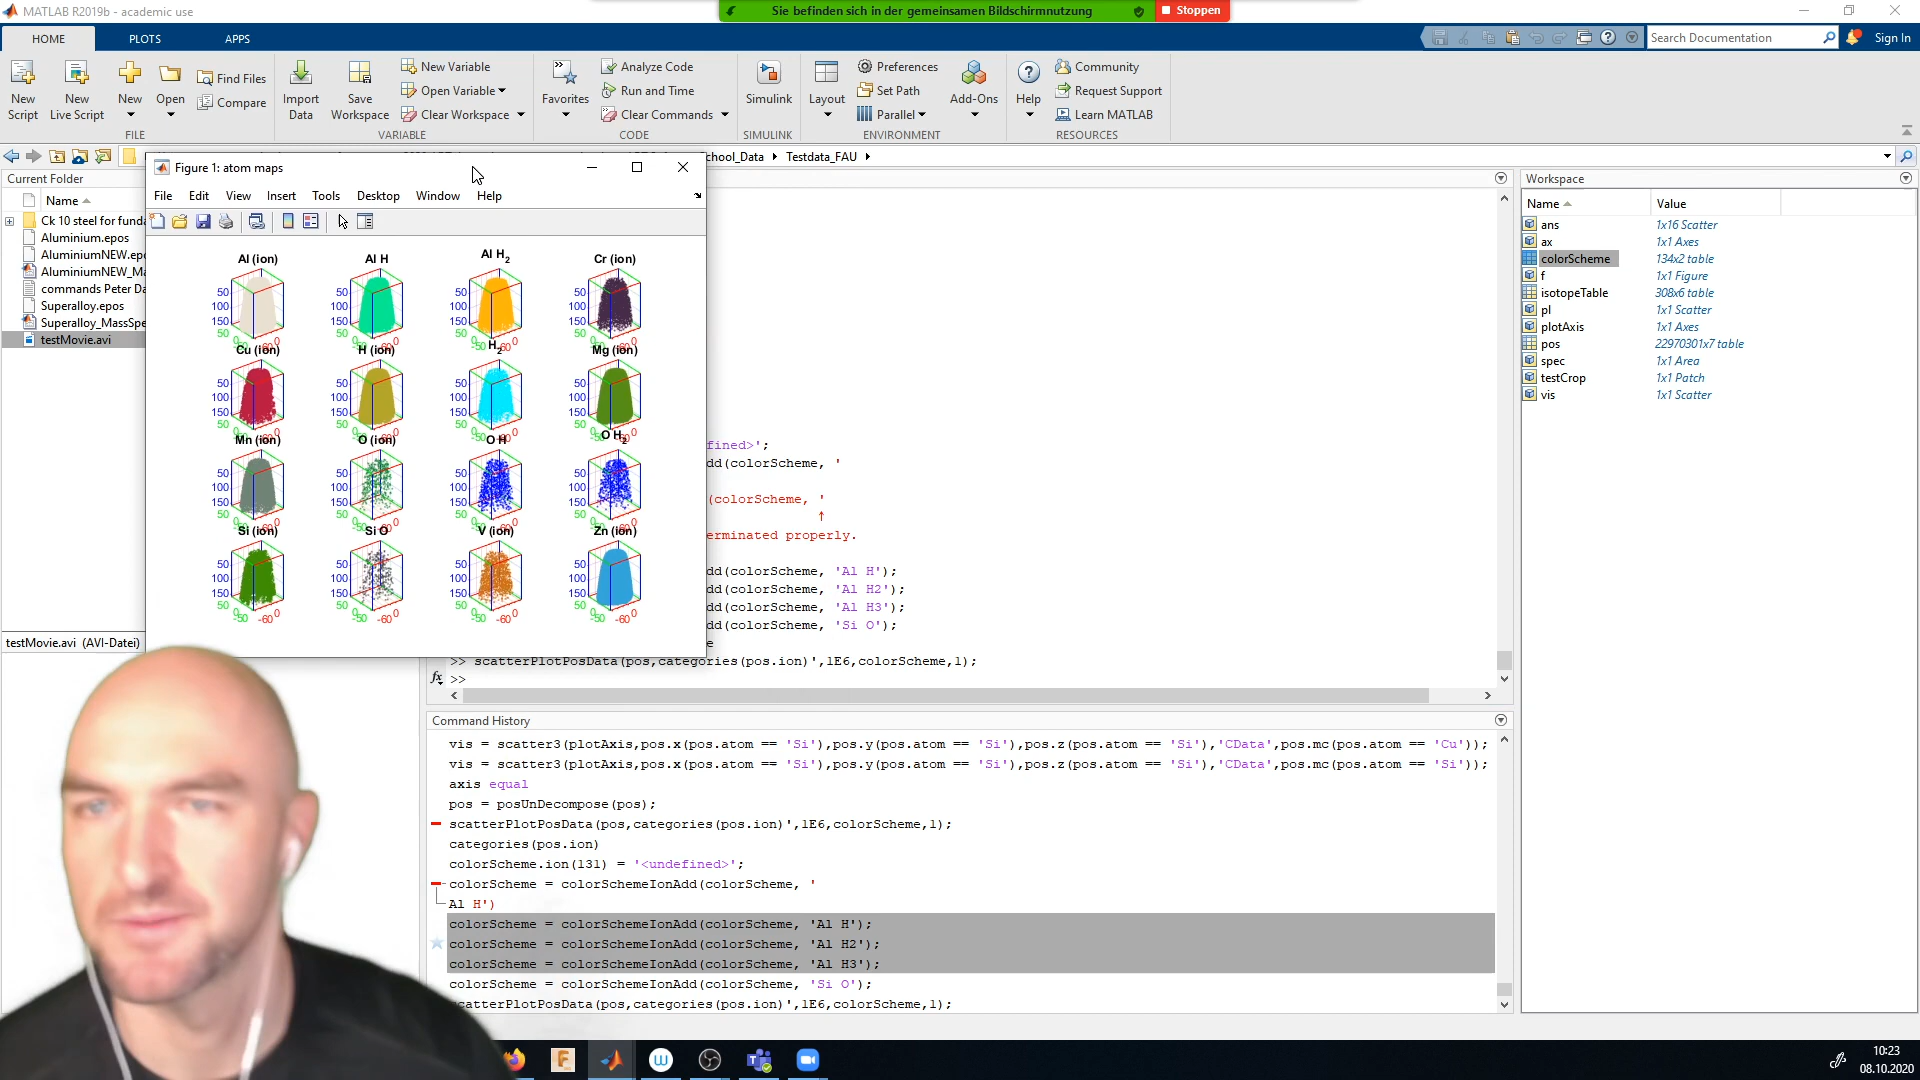 MATLAB R2019b - academic use
Sie befinden sich in der gemeinsamen Bildschirmnutzung
Stoppen
HOME
PLOTS
APPS
Search Documentation
Sign In
New Script
New Live Script
New
Open
Find Files
Compare
Import Data
Save Workspace
New Variable
Open Variable
Clear Workspace
Favorites
Analyze Code
Run and Time
Clear Commands
Simulink
Layout
Preferences
Set Path
Parallel
Add-Ons
Help
Community
Request Support
Learn MATLAB
FILE
VARIABLE
CODE
SIMULINK
ENVIRONMENT
RESOURCES
chool_Data
Testdata_FAU
Current Folder
Name
Ck 10 steel for funda
Aluminium.epos
AluminiumNEW.epo
AluminiumNEW_Ma
commands Peter Da
Superalloy.epos
Superalloy_MassSpe
testMovie.avi
testMovie.avi (AVI-Datei)
Figure 1: atom maps
File Edit View Insert Tools Desktop Window Help
Al (ion)
Al H
Al H2
Cr (ion)
Cu (ion)
H (ion)
H2
Mg (ion)
Mn (ion)
O (ion)
O H
O H2
Si (ion)
Si O
V (ion)
Zn (ion)
fined>';
dd(colorScheme, '
(colorScheme, '
↑
erminated properly.
dd(colorScheme, 'Al H');
dd(colorScheme, 'Al H2');
dd(colorScheme, 'Al H3');
dd(colorScheme, 'Si O');
e
>> scatterPlotPosData(pos,categories(pos.ion)',1E6,colorScheme,1);
fx >>
Command History
vis = scatter3(plotAxis,pos.x(pos.atom == 'Si'),pos.y(pos.atom == 'Si'),pos.z(pos.atom == 'Si'),'CData',pos.mc(pos.atom == 'Cu'));
vis = scatter3(plotAxis,pos.x(pos.atom == 'Si'),pos.y(pos.atom == 'Si'),pos.z(pos.atom == 'Si'),'CData',pos.mc(pos.atom == 'Si'));
axis equal
pos = posUnDecompose(pos);
scatterPlotPosData(pos,categories(pos.ion)',1E6,colorScheme,1);
categories(pos.ion)
colorScheme.ion(131) = '<undefined>';
colorScheme = colorSchemeIonAdd(colorScheme, '
Al H')
colorScheme = colorSchemeIonAdd(colorScheme, 'Al H');
colorScheme = colorSchemeIonAdd(colorScheme, 'Al H2');
colorScheme = colorSchemeIonAdd(colorScheme, 'Al H3');
colorScheme = colorSchemeIonAdd(colorScheme, 'Si O');
scatterPlotPosData(pos,categories(pos.ion)',1E6,colorScheme,1);
Workspace
Name Value
ans 1x16 Scatter
ax 1x1 Axes
colorScheme 134x2 table
f 1x1 Figure
isotopeTable 308x6 table
pl 1x1 Scatter
plotAxis 1x1 Axes
pos 22970301x7 table
spec 1x1 Area
testCrop 1x1 Patch
vis 1x1 Scatter
10:23
08.10.2020